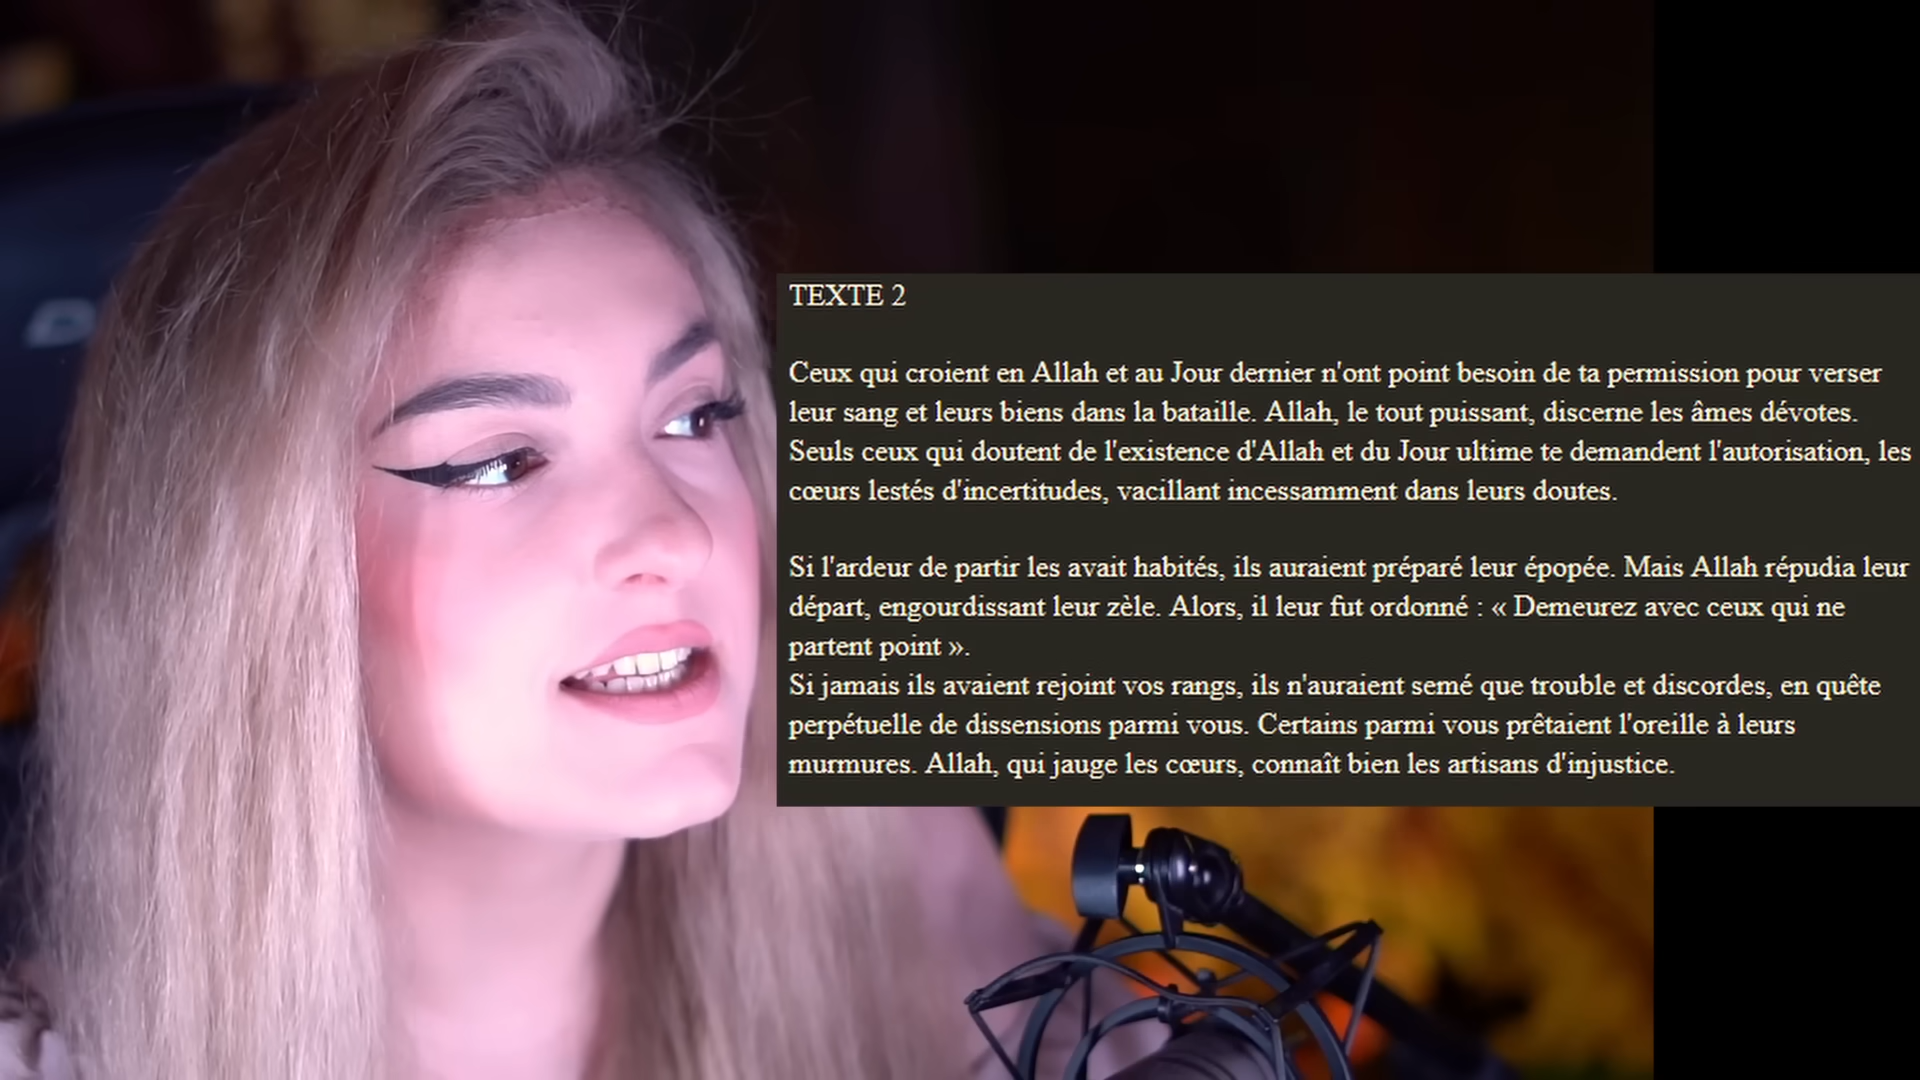 TEXTE 2
Ceux qui croient en Allah et au Jour dernier n'ont point besoin de ta permission pour verser
leur sang et leurs biens dans la bataille. Allah, le tout puissant, discerne les âmes dévotes.
Seuls ceux qui doutent de l'existence d'Allah et du Jour ultime te demandent l'autorisation, les
cœurs lestés d'incertitudes, vacillant incessamment dans leurs doutes.
Si l'ardeur de partir les avait habités, ils auraient préparé leur épopée. Mais Allah répudia leur
départ, engourdissant leur zèle. Alors, il leur fut ordonné : « Demeurez avec ceux qui ne
partent point ».
Si jamais ils avaient rejoint vos rangs, ils n'auraient semé que trouble et discordes, en quête
perpétuelle de dissensions parmi vous. Certains parmi vous prêtaient l'oreille à leurs
murmures. Allah, qui jauge les cœurs, connaît bien les artisans d'injustice.